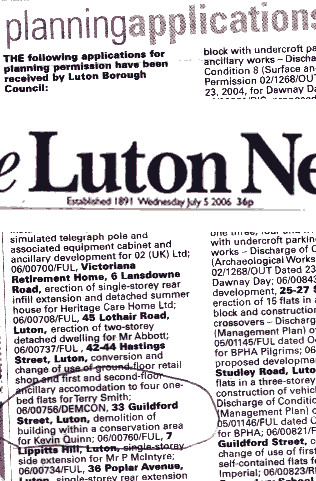 planningapplications
THE following applications for
planning permission have been
received by Luton Borough
Council:
block with undercroft pa
ancillary works – Discha
Condition 8 (Surface an
Permission 02/1268/OUT
23, 2004, for Dawnay Da
e Luton Ne
Established 1891 Wednesday July 5 2006 36p
simulated telegraph pole and
associated equipment cabinet and
ancillary development for 02 (UK) Ltd;
06/00700/FUL, Victoriana
Retirement Home, 6 Lansdowne
Road, erection of single-storey rear
infill extension and detached summer
house for Heritage Care Home Ltd;
06/00708/FUL, 45 Lothair Road,
Luton, erection of two-storey
detached dwelling for Mr Abbott;
06/00737/FUL, 42-44 Hastings
Street, Luton, conversion and
change of use of ground-floor retail
shop and first and second-floor
ancillary accomodation to four one-
bed flats for Terry Smith;
06/00756/DEMCON, 33 Guildford
Street, Luton, demolition of
building within a conservation area
for Kevin Quinn; 06/00760/FUL, 7
Lippitts Hill, Luton, single-storey
side extension for Mr P McIntyre;
06/00734/FUL, 36 Poplar Avenue,
Luton, single-storey rear extension
with undercroft parkin
works – Discharge of C
(Archaeological Works
02/1268/OUT Dated 23
Dawnay Day; 06/00843
development, 25-27 S
erection of 15 flats in a
block and construction
crossovers – Discharg
(Management Plan) o
05/01145/FUL dated Oc
for BPHA Pilgrims; 06
proposed developme
Studley Road, Luto
flats in a three-storey
construction of vehic
Discharge of Conditio
(Management Plan) o
05/01146/FUL dated O
for BPHA; 06/00821/F
Guildford Street, c
change of use of first
self-contained flats fo
Imperial; 06/00823/R